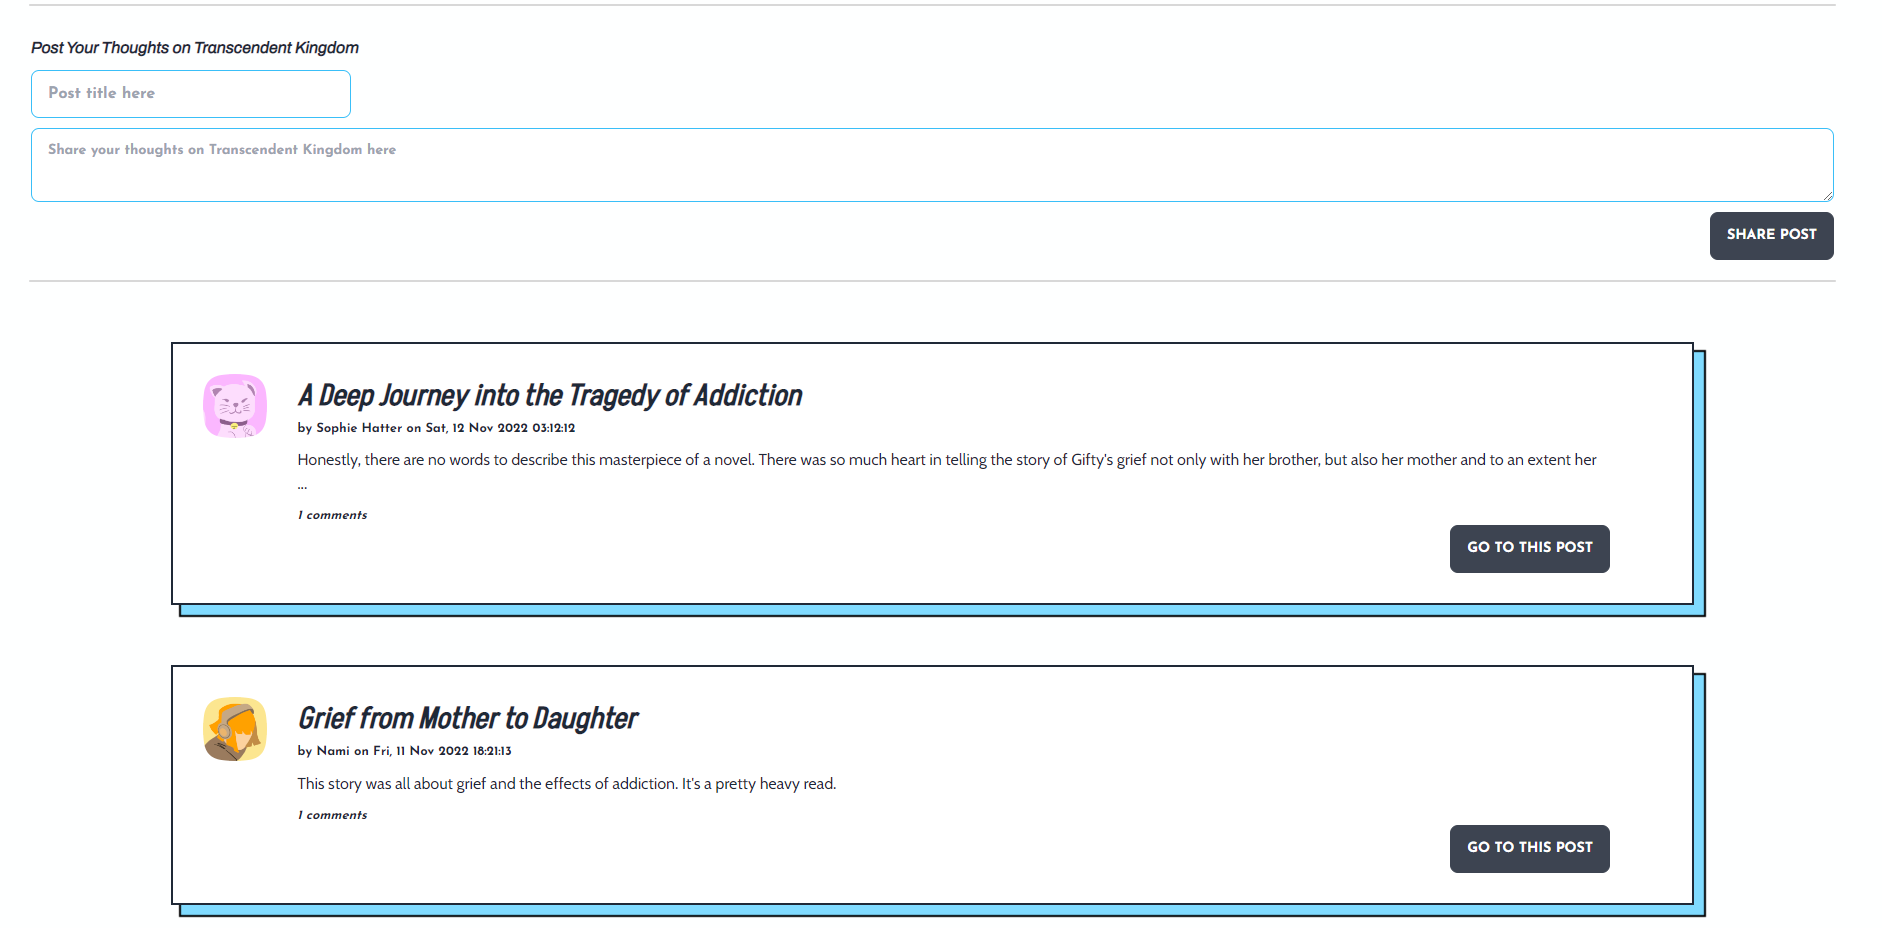 Post Your Thoughts on Transcendent Kingdom
Post title here
Share your thoughts on Transcendent Kingdom here
SHARE POST
A Deep Journey into the Tragedy of Addiction
by Sophie Hatter on Sat, 12 Nov 2022 03:12:12
Honestly, there are no words to describe this masterpiece of a novel. There was so much heart in telling the story of Gifty's grief not only with her brother, but also her mother and to an extent her
...
1 comments
GO TO THIS POST
Grief from Mother to Daughter
by Nami on Fri, 11 Nov 2022 18:21:13
This story was all about grief and the effects of addiction. It's a pretty heavy read.
1 comments
GO TO THIS POST